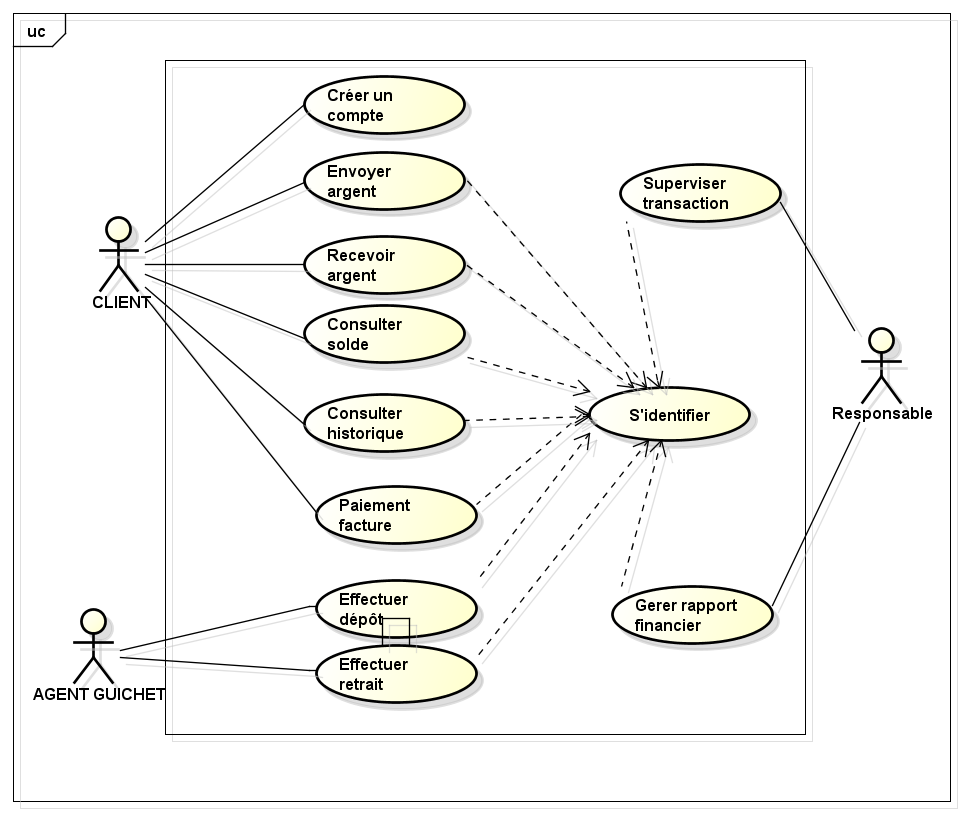 uc
Créer un
compte
Envoyer
argent
Recevoir
argent
Consulter
solde
Consulter
historique
Paiement
facture
Effectuer
dépôt
Effectuer
retrait
Superviser
transaction
S'identifier
Gerer rapport
financier
CLIENT
AGENT GUICHET
Responsable